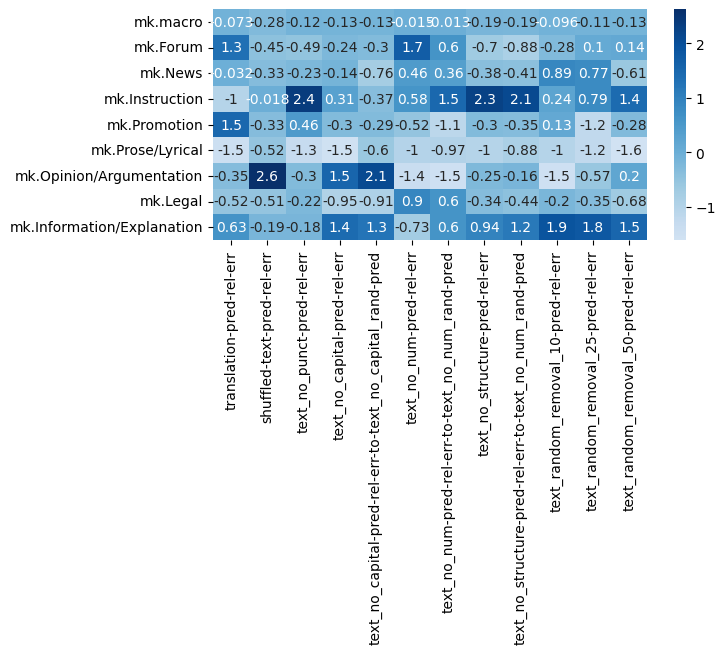 mk.macro -0.073 -0.28 -0.12 -0.13 -0.13 -0.015 -0.013 -0.19 -0.19 -0.096 -0.11 -0.13
mk.Forum 1.3 -0.45 -0.49 -0.24 -0.3 1.7 0.6 -0.7 -0.88 -0.28 0.1 0.14
mk.News -0.032 -0.33 -0.23 -0.14 -0.76 0.46 0.36 -0.38 -0.41 0.89 0.77 -0.61
mk.Instruction -1 -0.018 2.4 0.31 -0.37 0.58 1.5 2.3 2.1 0.24 0.79 1.4
mk.Promotion 1.5 -0.33 0.46 -0.3 -0.29 -0.52 -1.1 -0.3 -0.35 0.13 -1.2 -0.28
mk.Prose/Lyrical -1.5 -0.52 -1.3 -1.5 -0.6 -1 -0.97 -1 -0.88 -1 -1.2 -1.6
mk.Opinion/Argumentation -0.35 2.6 -0.3 1.5 2.1 -1.4 -1.5 -0.25 -0.16 -1.5 -0.57 0.2
mk.Legal -0.52 -0.51 -0.22 -0.95 -0.91 0.9 0.6 -0.34 -0.44 -0.2 -0.35 -0.68
mk.Information/Explanation 0.63 -0.19 -0.18 1.4 1.3 -0.73 0.6 0.94 1.2 1.9 1.8 1.5
translation-pred-rel-err
shuffled-text-pred-rel-err
text_no_punct-pred-rel-err
text_no_capital-pred-rel-err
text_no_capital-pred-rel-err-to-text_no_capital_rand-pred
text_no_num-pred-rel-err
text_no_num-pred-rel-err-to-text_no_num_rand-pred
text_no_structure-pred-rel-err
text_no_structure-pred-rel-err-to-text_no_num_rand-pred
text_random_removal_10-pred-rel-err
text_random_removal_25-pred-rel-err
text_random_removal_50-pred-rel-err
2
1
0
−1